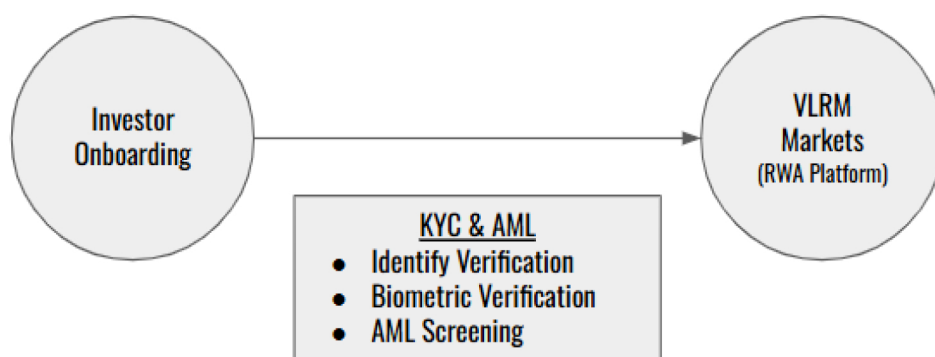 Investor
Onboarding
VLRM
Markets
(RWA Platform)
KYC & AML
● Identify Verification
● Biometric Verification
● AML Screening